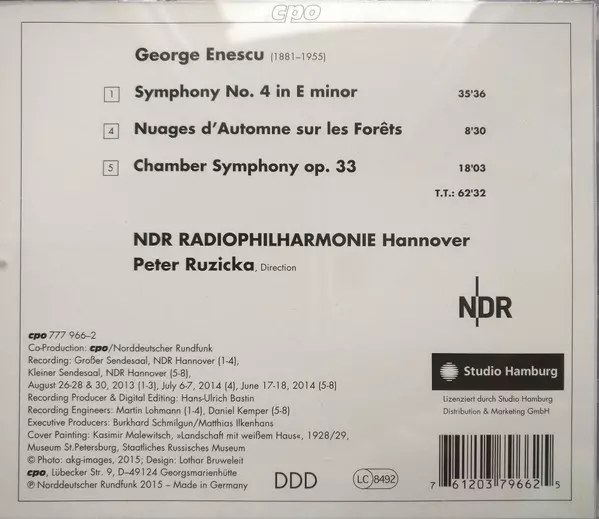 cpo
George Enescu (1881–1955)
1 Symphony No. 4 in E minor 35'36
4 Nuages d'Automne sur les Forêts 8'30
5 Chamber Symphony op. 33 18'03
T.T.: 62'32
NDR RADIOPHILHARMONIE Hannover
Peter Ruzicka, Direction
NDR
cpo 777 966–2
Co-Production: cpo/Norddeutscher Rundfunk
Recording: Großer Sendesaal, NDR Hannover (1-4),
Kleiner Sendesaal, NDR Hannover (5-8),
August 26-28 & 30, 2013 (1-3), July 6-7, 2014 (4), June 17-18, 2014 (5-8)
Recording Producer & Digital Editing: Hans-Ulrich Bastin
Recording Engineers: Martin Lohmann (1-4), Daniel Kemper (5-8)
Executive Producers: Burkhard Schmilgun/Matthias Ilkenhans
Cover Painting: Kasimir Malewitsch, »Landschaft mit weißem Haus«, 1928/29,
Museum St.Petersburg, Staatliches Russisches Museum
© Photo: akg-images, 2015; Design: Lothar Bruweleit
cpo, Lübecker Str. 9, D–49124 Georgsmarienhütte
℗ Norddeutscher Rundfunk 2015 – Made in Germany
Studio Hamburg
Lizenziert durch Studio Hamburg
Distribution & Marketing GmbH
DDD
LC 8492
7 61203 79662 5